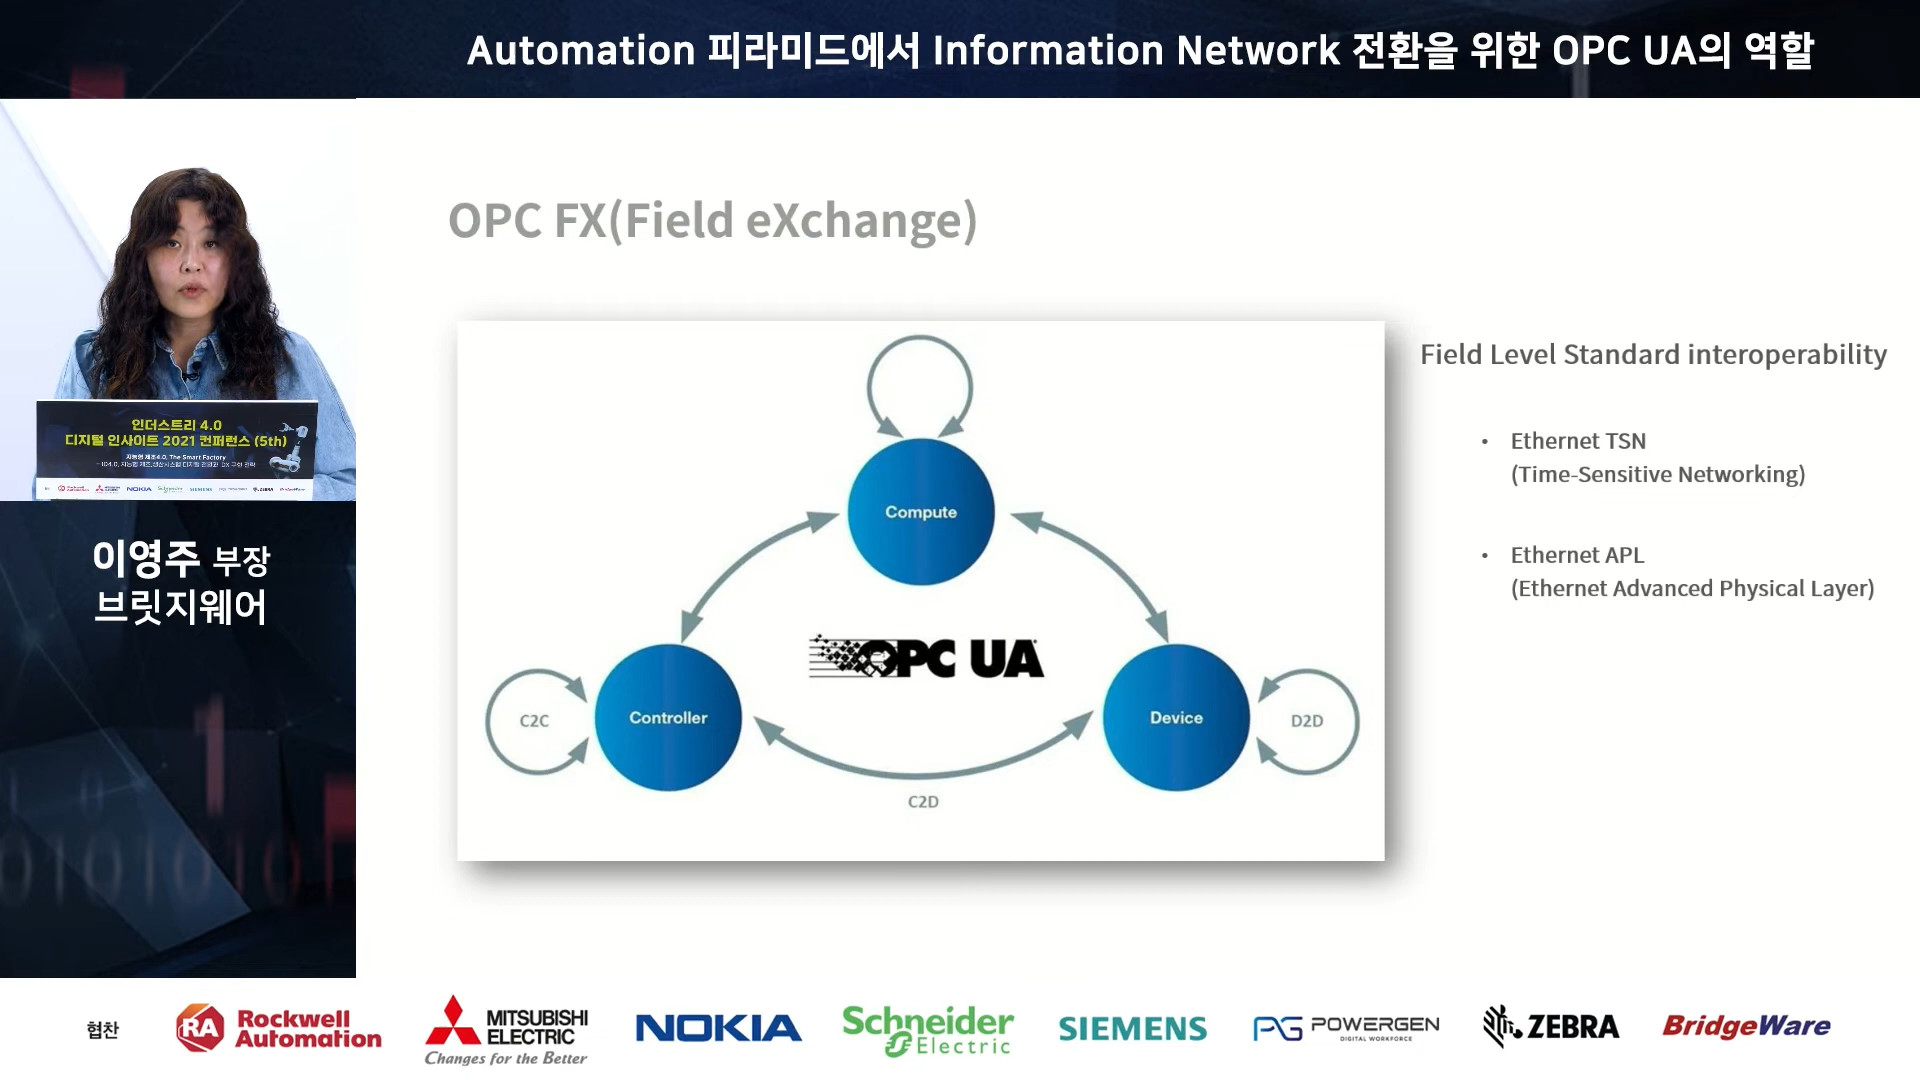 Automation 피라미드에서 Information Network 전환을 위한 OPC UA의 역할
인더스트리 4.0
디지털 인사이트 2021 컨퍼런스 (5th)
지능형 제조4.0, The Smart Factory
이영주 부장
브릿지웨어
OPC FX(Field eXchange)
Compute
OPC UA
Controller
Device
C2C
D2D
C2D
Field Level Standard interoperability
• Ethernet TSN
(Time-Sensitive Networking)
• Ethernet APL
(Ethernet Advanced Physical Layer)
협찬
RA Rockwell Automation
MITSUBISHI ELECTRIC
Changes for the Better
NOKIA
Schneider Electric
SIEMENS
PG POWERGEN
DIGITAL WORKFORCE
ZEBRA
BridgeWare